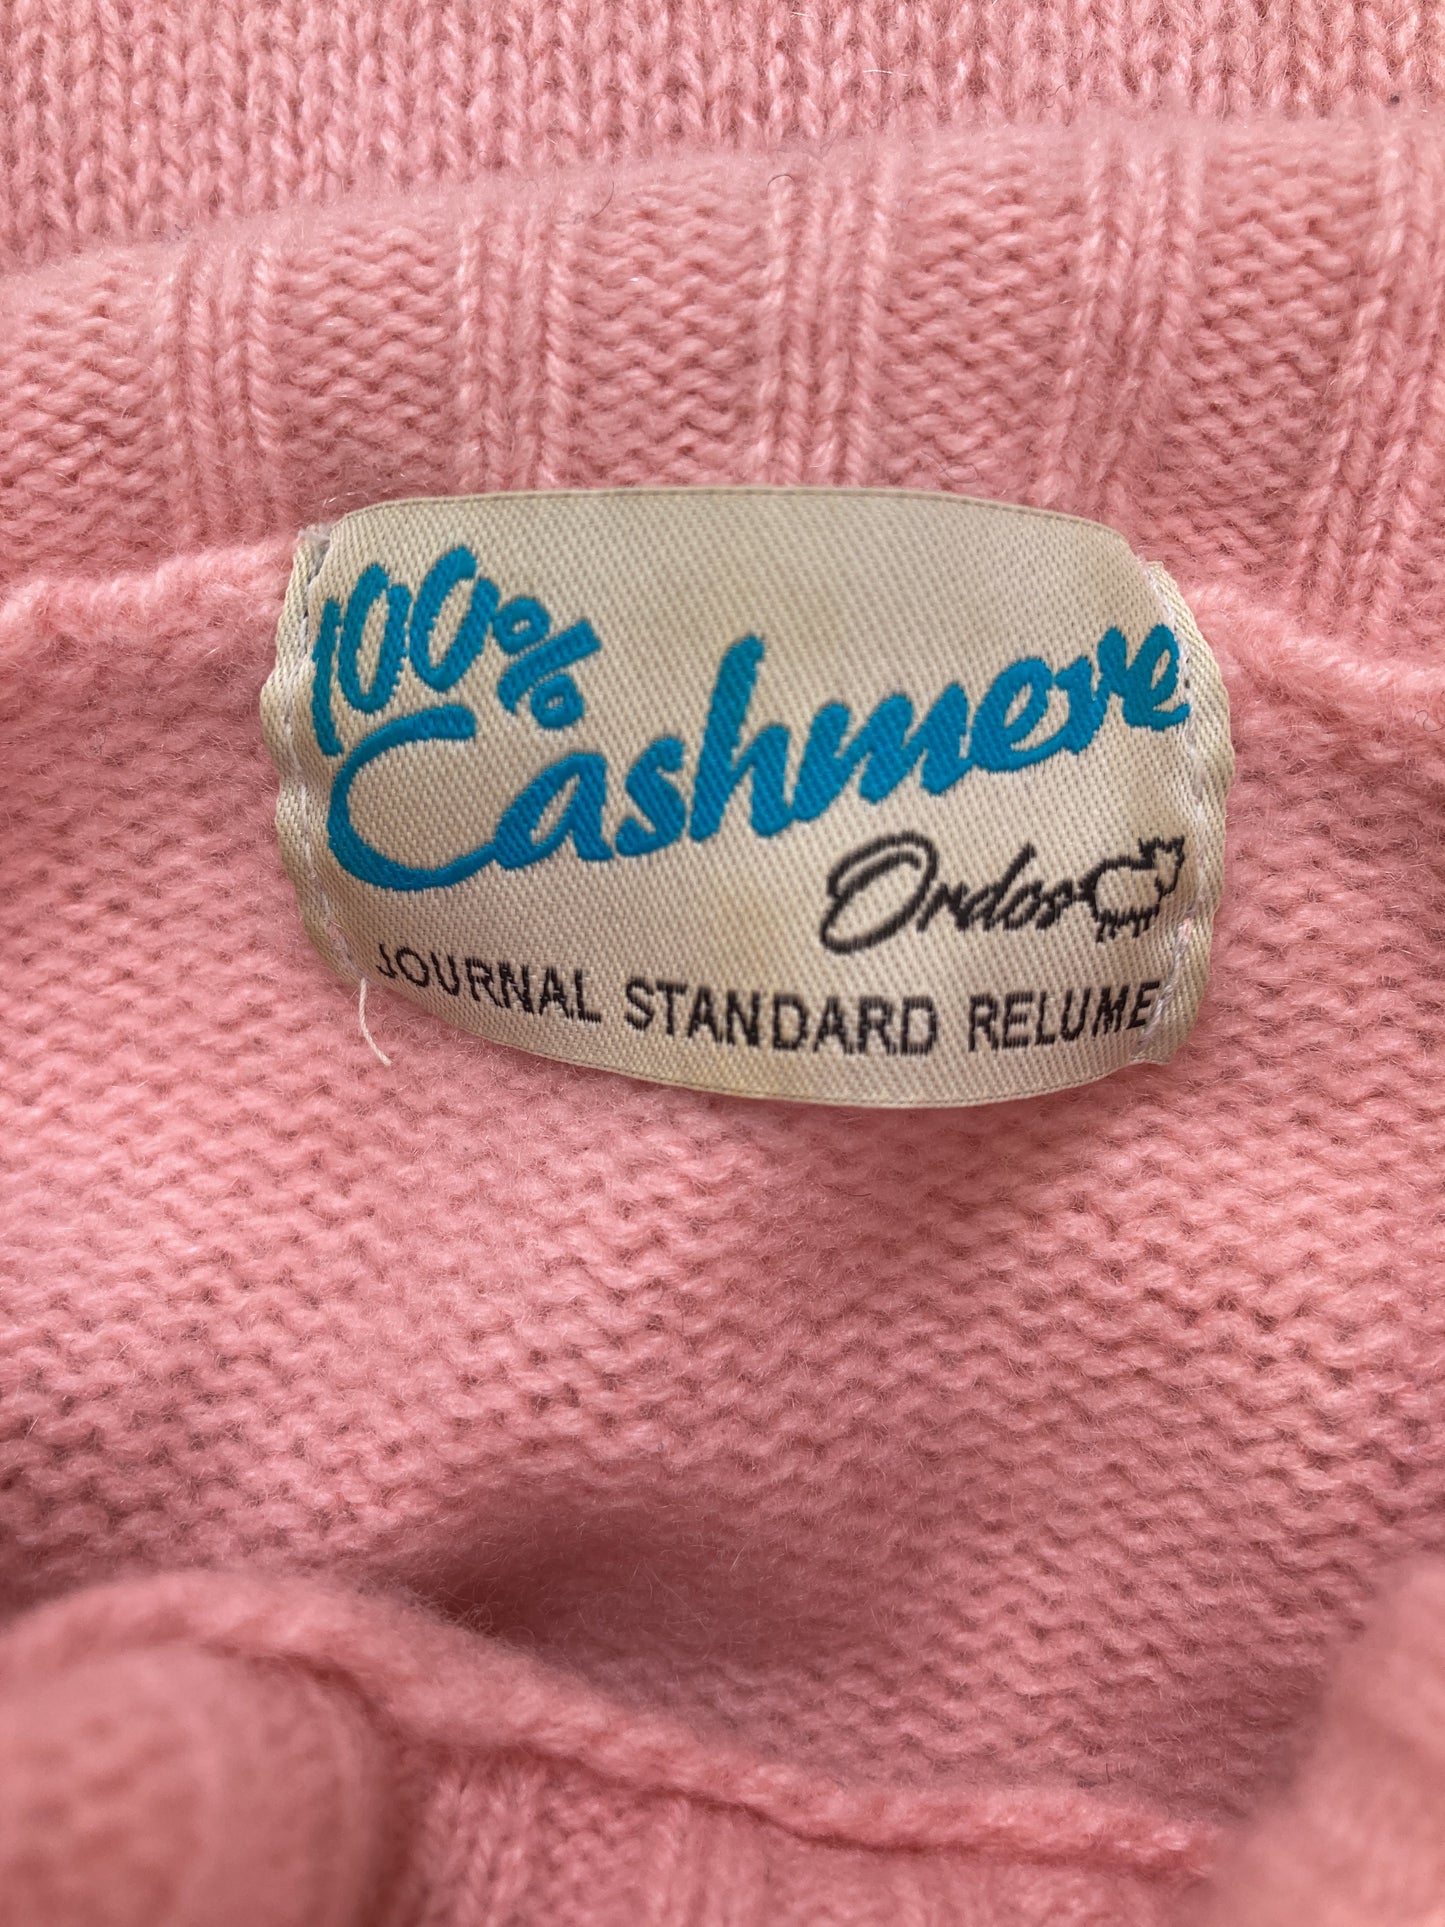 100%
Cashmere
Ordos
JOURNAL STANDARD RELUME